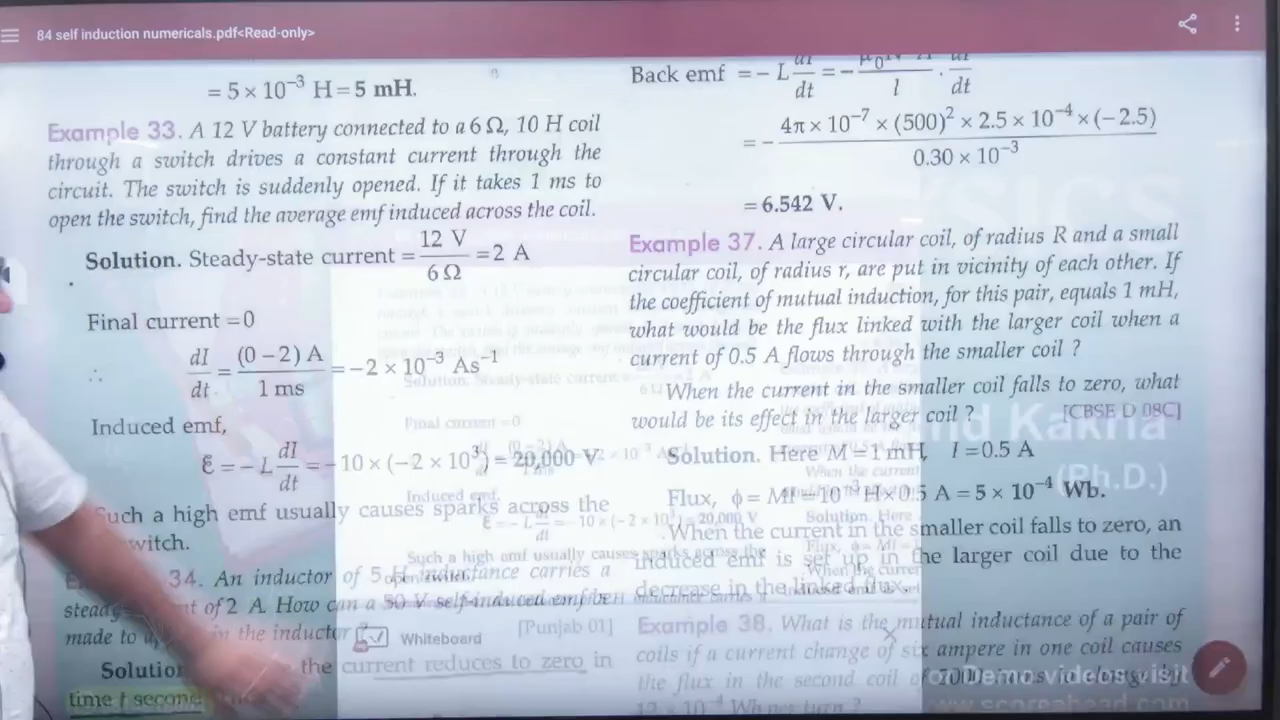 84 self induction numericals.pdf<Read-only>
= 5 × 10⁻³ H = 5 mH.
Example 33. A 12 V battery connected to a 6 Ω, 10 H coil
through a switch drives a constant current through the
circuit. The switch is suddenly opened. If it takes 1 ms to
open the switch, find the average emf induced across the coil.
Solution. Steady-state current = 12 V / 6 Ω = 2 A
Final current = 0
∴ dI/dt = (0 – 2) A / 1 ms = – 2 × 10⁻³ As⁻¹
Induced emf,
ℰ = – L dI/dt = – 10 × (– 2 × 10³) = 20,000 V
Such a high emf usually causes sparks across the
witch.
34. An inductor of 5 H inductance carries a
of 2 A. How can a 50 V self-induced emf be
made to in the inductor
[Punjab 01]
Whiteboard
Solution the current reduces to zero in
time t second
Back emf = – L dI/dt = – . dI/dt
= – 4π × 10⁻⁷ × (500)² × 2.5 × 10⁻⁴ × (– 2.5) / 0.30 × 10⁻³
= 6.542 V.
Example 37. A large circular coil, of radius R and a small
circular coil, of radius r, are put in vicinity of each other. If
the coefficient of mutual induction, for this pair, equals 1 mH,
what would be the flux linked with the larger coil when a
current of 0.5 A flows through the smaller coil ?
When the current in the smaller coil falls to zero, what
would be its effect in the larger coil ? [CBSE D 08C]
Solution. Here M = 1 mH, I = 0.5 A
Flux, ϕ = MI = 10⁻³ H × 0.5 A = 5 × 10⁻⁴ Wb.
When the current in the smaller coil falls to zero, an
induced emf is set up in the larger coil due to the
decrease in the linked flux.
Example 38. What is the mutual inductance of a pair of
coils if a current change of six ampere in one coil causes
the flux in the second coil of
(Ph.D.)
Demo videos visit
www.scoreahead.com